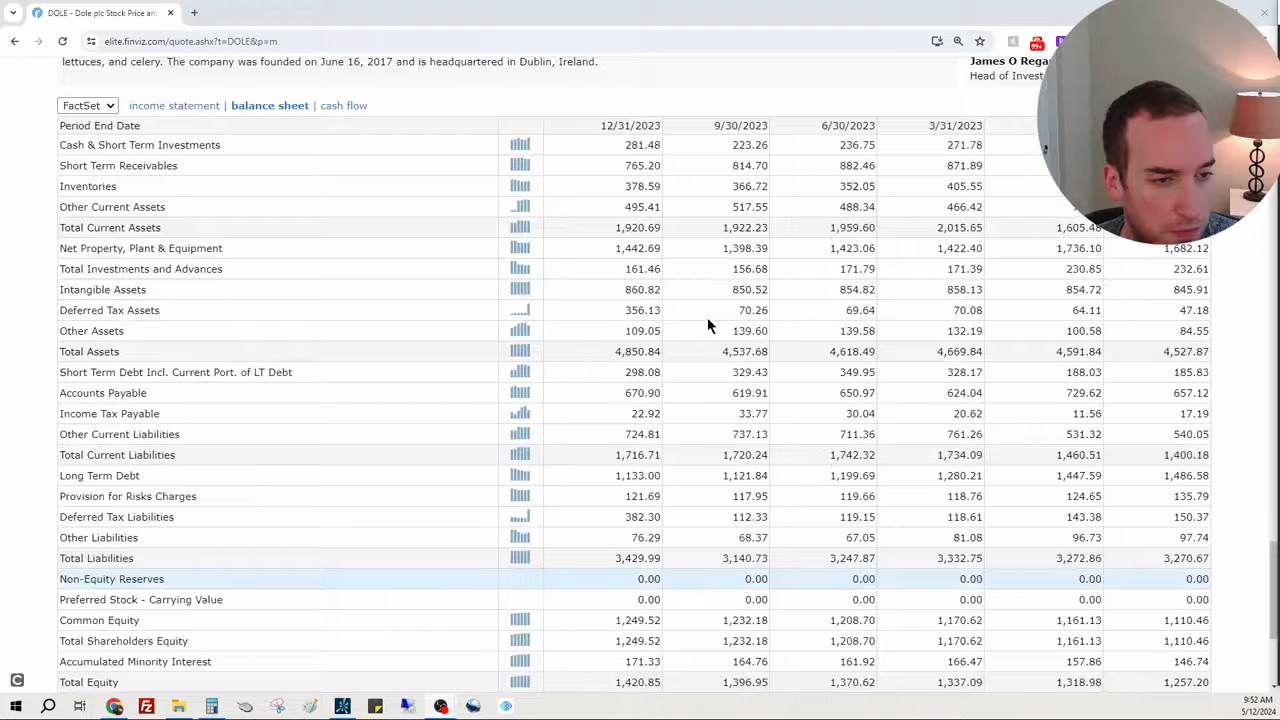 DOLE - Dole plc Stock Price an
elite.finviz.com/quote.ashx?t=DOLE&p=m
99+
lettuces, and celery. The company was founded on June 16, 2017 and is headquartered in Dublin, Ireland.
James O Rega
Head of Invest
FactSet income statement | balance sheet | cash flow
Period End Date 12/31/2023 9/30/2023 6/30/2023 3/31/2023
Cash & Short Term Investments 281.48 223.26 236.75 271.78
Short Term Receivables 765.20 814.70 882.46 871.89
Inventories 378.59 366.72 352.05 405.55
Other Current Assets 495.41 517.55 488.34 466.42
Total Current Assets 1,920.69 1,922.23 1,959.60 2,015.65 1,605.48
Net Property, Plant & Equipment 1,442.69 1,398.39 1,423.06 1,422.40 1,736.10 1,682.12
Total Investments and Advances 161.46 156.68 171.79 171.39 230.85 232.61
Intangible Assets 860.82 850.52 854.82 858.13 854.72 845.91
Deferred Tax Assets 356.13 70.26 69.64 70.08 64.11 47.18
Other Assets 109.05 139.60 139.58 132.19 100.58 84.55
Total Assets 4,850.84 4,537.68 4,618.49 4,669.84 4,591.84 4,527.87
Short Term Debt Incl. Current Port. of LT Debt 298.08 329.43 349.95 328.17 188.03 185.83
Accounts Payable 670.90 619.91 650.97 624.04 729.62 657.12
Income Tax Payable 22.92 33.77 30.04 20.62 11.56 17.19
Other Current Liabilities 724.81 737.13 711.36 761.26 531.32 540.05
Total Current Liabilities 1,716.71 1,720.24 1,742.32 1,734.09 1,460.51 1,400.18
Long Term Debt 1,133.00 1,121.84 1,199.69 1,280.21 1,447.59 1,486.58
Provision for Risks Charges 121.69 117.95 119.66 118.76 124.65 135.79
Deferred Tax Liabilities 382.30 112.33 119.15 118.61 143.38 150.37
Other Liabilities 76.29 68.37 67.05 81.08 96.73 97.74
Total Liabilities 3,429.99 3,140.73 3,247.87 3,332.75 3,272.86 3,270.67
Non-Equity Reserves 0.00 0.00 0.00 0.00 0.00 0.00
Preferred Stock - Carrying Value 0.00 0.00 0.00 0.00 0.00 0.00
Common Equity 1,249.52 1,232.18 1,208.70 1,170.62 1,161.13 1,110.46
Total Shareholders Equity 1,249.52 1,232.18 1,208.70 1,170.62 1,161.13 1,110.46
Accumulated Minority Interest 171.33 164.76 161.92 166.47 157.86 146.74
Total Equity 1,420.85 1,396.95 1,370.62 1,337.09 1,318.98 1,257.20
9:52 AM
5/12/2024